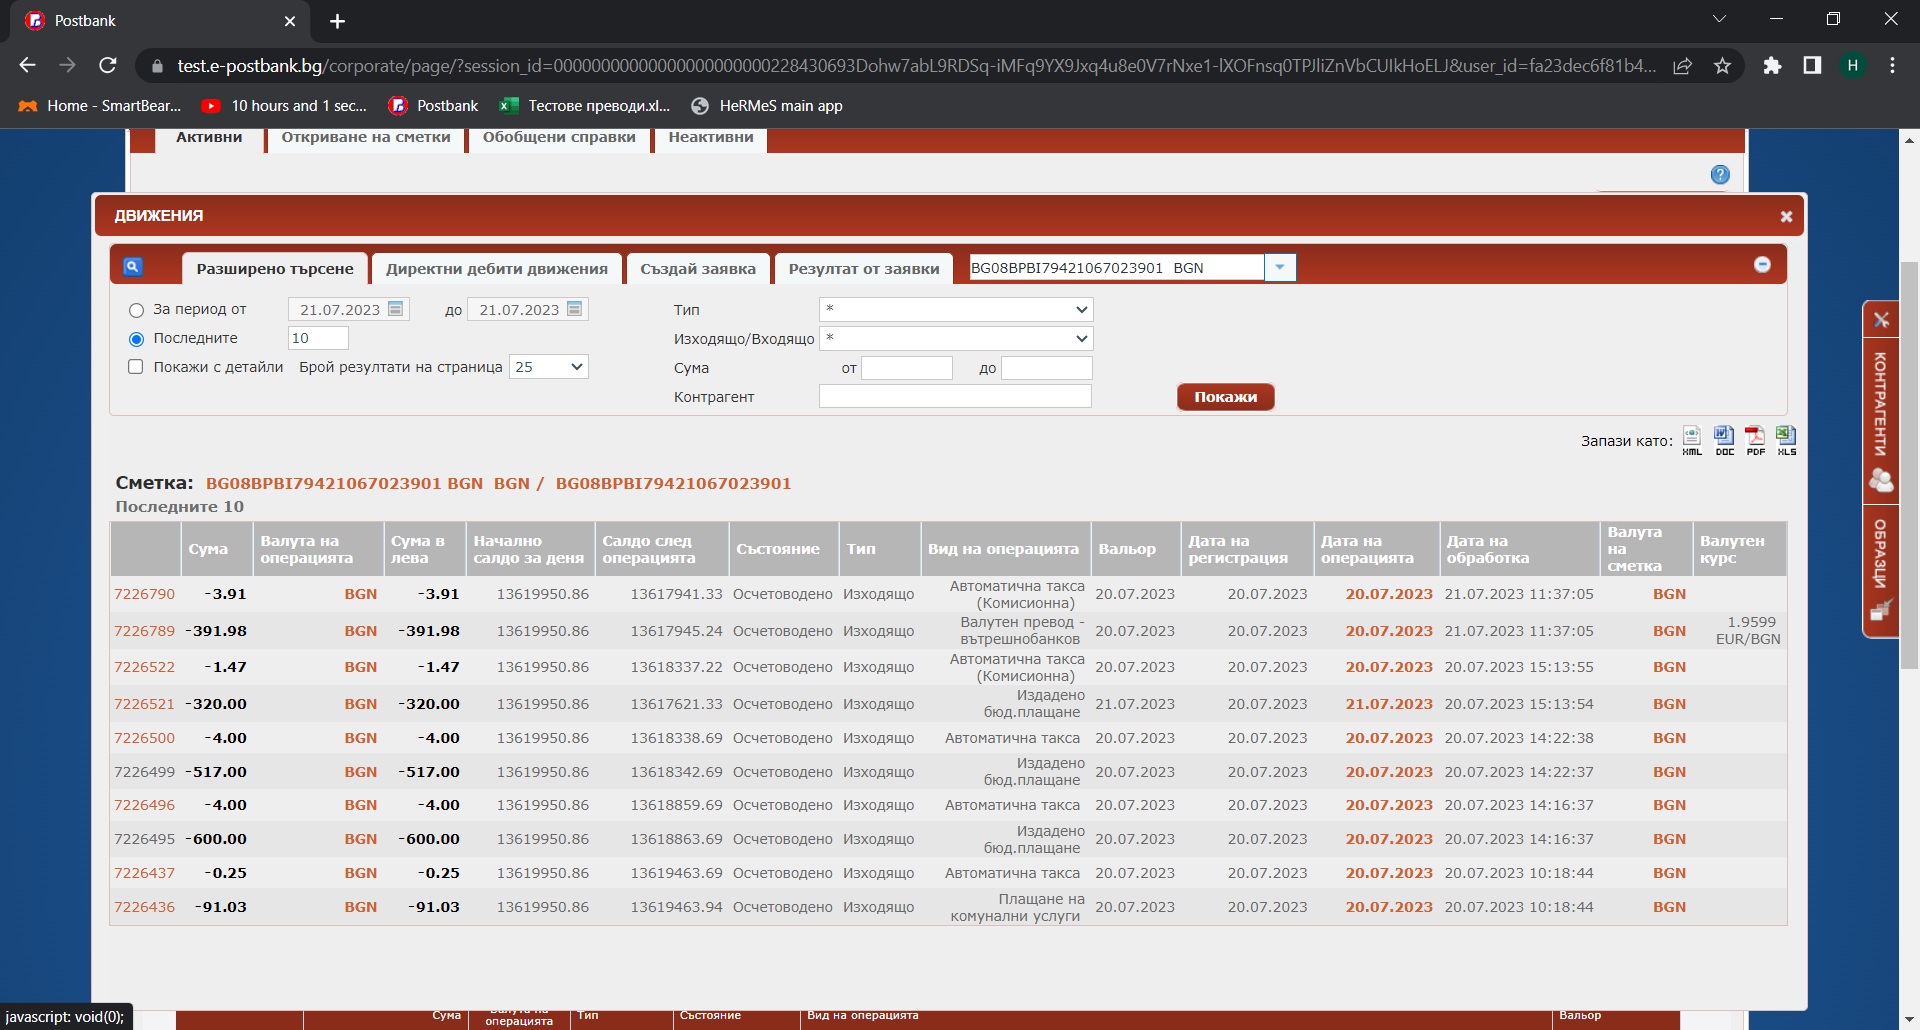 Postbank
test.e-postbank.bg/corporate/page/?session_id=000000000000000000000000228430693Dohw7abL9RDSq-iMFq9YX9Jxq4u8e0V7rNxe1-lXOFnsq0TPJliZnVbCUIkHoELJ&user_id=fa23dec6f81b4...
H
Home - SmartBear... 10 hours and 1 sec... Postbank Тестове преводи.xl... HeRMeS main app
Активни Откриване на сметки Обобщени справки Неактивни
ДВИЖЕНИЯ
Разширено търсене Директни дебити движения Създай заявка Резултат от заявки BG08BPBI79421067023901 BGN
За период от 21.07.2023 до 21.07.2023 Тип *
Последните 10 Изходящо/Входящо *
Покажи с детайли Брой резултати на страница 25 Сума от до
Контрагент Покажи
КОНТРАГЕНТИ
ОБРАЗЦИ
Запази като: XML DOC PDF XLS
Сметка: BG08BPBI79421067023901 BGN BGN / BG08BPBI79421067023901
Последните 10
Сума Валута на операцията Сума в лева Начално салдо за деня Салдо след операцията Състояние Тип Вид на операцията Вальор Дата на регистрация Дата на операцията Дата на обработка Валута на сметка Валутен курс
7226790 -3.91 BGN -3.91 13619950.86 13617941.33 Осчетоводено Изходящо Автоматична такса (Комисионна) 20.07.2023 20.07.2023 20.07.2023 21.07.2023 11:37:05 BGN
7226789 -391.98 BGN -391.98 13619950.86 13617945.24 Осчетоводено Изходящо Валутен превод - вътрешнобанков 20.07.2023 20.07.2023 20.07.2023 21.07.2023 11:37:05 BGN 1.9599 EUR/BGN
7226522 -1.47 BGN -1.47 13619950.86 13618337.22 Осчетоводено Изходящо Автоматична такса (Комисионна) 20.07.2023 20.07.2023 20.07.2023 20.07.2023 15:13:55 BGN
7226521 -320.00 BGN -320.00 13619950.86 13617621.33 Осчетоводено Изходящо Издадено бюд.плащане 21.07.2023 20.07.2023 21.07.2023 20.07.2023 15:13:54 BGN
7226500 -4.00 BGN -4.00 13619950.86 13618338.69 Осчетоводено Изходящо Автоматична такса 20.07.2023 20.07.2023 20.07.2023 20.07.2023 14:22:38 BGN
7226499 -517.00 BGN -517.00 13619950.86 13618342.69 Осчетоводено Изходящо Издадено бюд.плащане 20.07.2023 20.07.2023 20.07.2023 20.07.2023 14:22:37 BGN
7226496 -4.00 BGN -4.00 13619950.86 13618859.69 Осчетоводено Изходящо Автоматична такса 20.07.2023 20.07.2023 20.07.2023 20.07.2023 14:16:37 BGN
7226495 -600.00 BGN -600.00 13619950.86 13618863.69 Осчетоводено Изходящо Издадено бюд.плащане 20.07.2023 20.07.2023 20.07.2023 20.07.2023 14:16:37 BGN
7226437 -0.25 BGN -0.25 13619950.86 13619463.69 Осчетоводено Изходящо Автоматична такса 20.07.2023 20.07.2023 20.07.2023 20.07.2023 10:18:44 BGN
7226436 -91.03 BGN -91.03 13619950.86 13619463.94 Осчетоводено Изходящо Плащане на комунални услуги 20.07.2023 20.07.2023 20.07.2023 20.07.2023 10:18:44 BGN
javascript: void(0);
Сума Валута на операцията Тип Състояние Вид на операцията Вальор